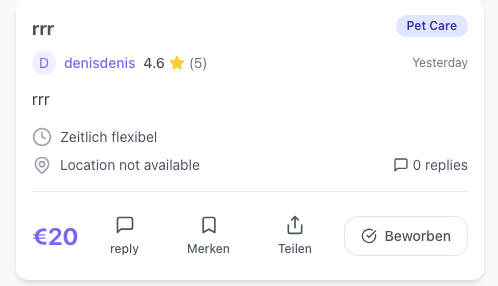 rrr
Pet Care
D denisdenis 4.6 ⭐ (5)
Yesterday
rrr
Zeitlich flexibel
Location not available
0 replies
€20
reply
Merken
Teilen
Beworben